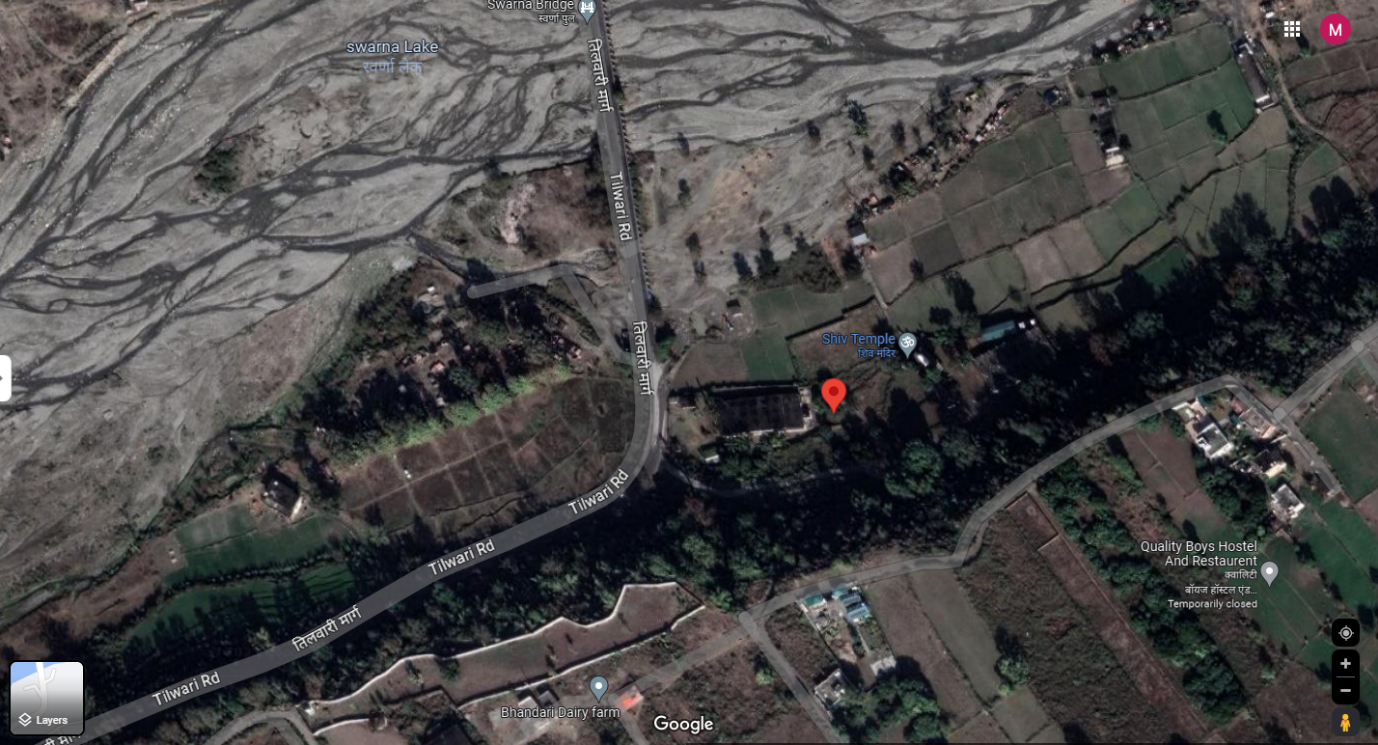 Swarna Bridge
स्वर्णा पुल
swarna Lake
स्वर्णा लेक
M
तिलवारी मार्ग
Tilwari Rd
तिलवारी मार्ग
Shiv Temple
शिव मंदिर
Tilwari Rd
Tilwari Rd
तिलवारी मार्ग
Tilwari Rd
Quality Boys Hostel
And Restaurent
क्वालिटी
बॉयज हॉस्टल एंड...
Temporarily closed
Bhandari Dairy farm
Layers
Google